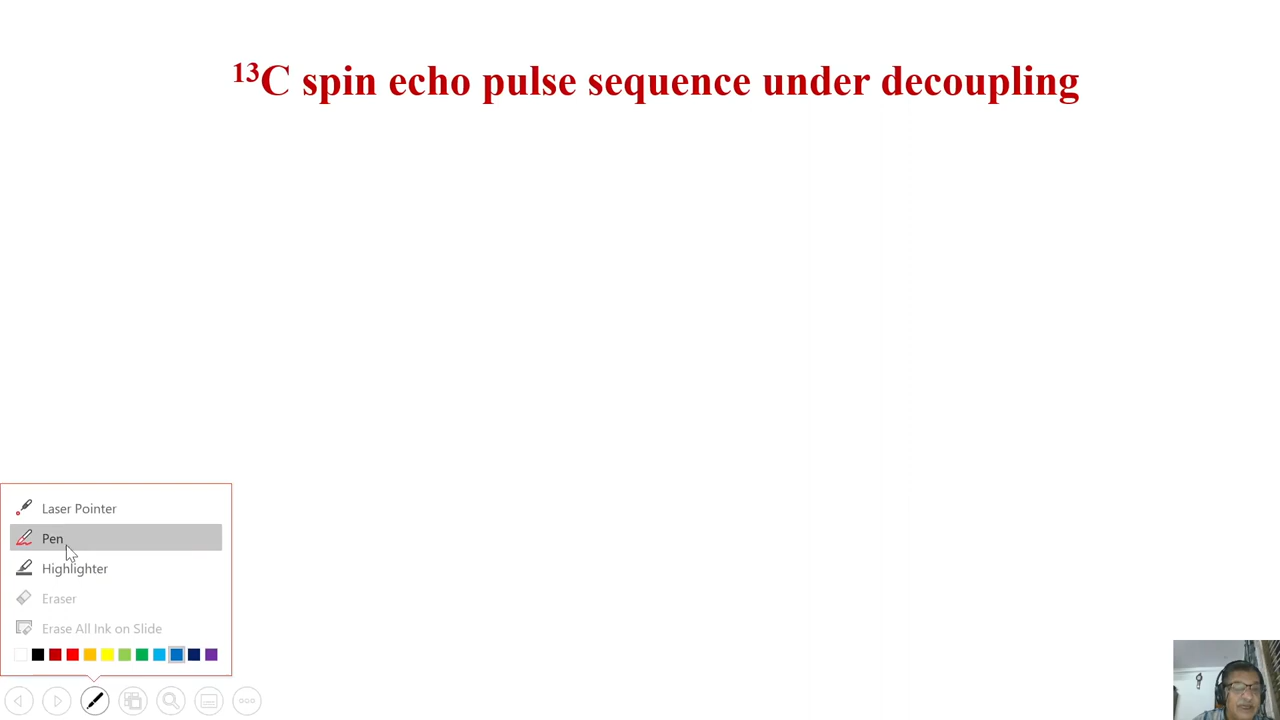 ¹³C spin echo pulse sequence under decoupling
Laser Pointer
Pen
Highlighter
Eraser
Erase All Ink on Slide